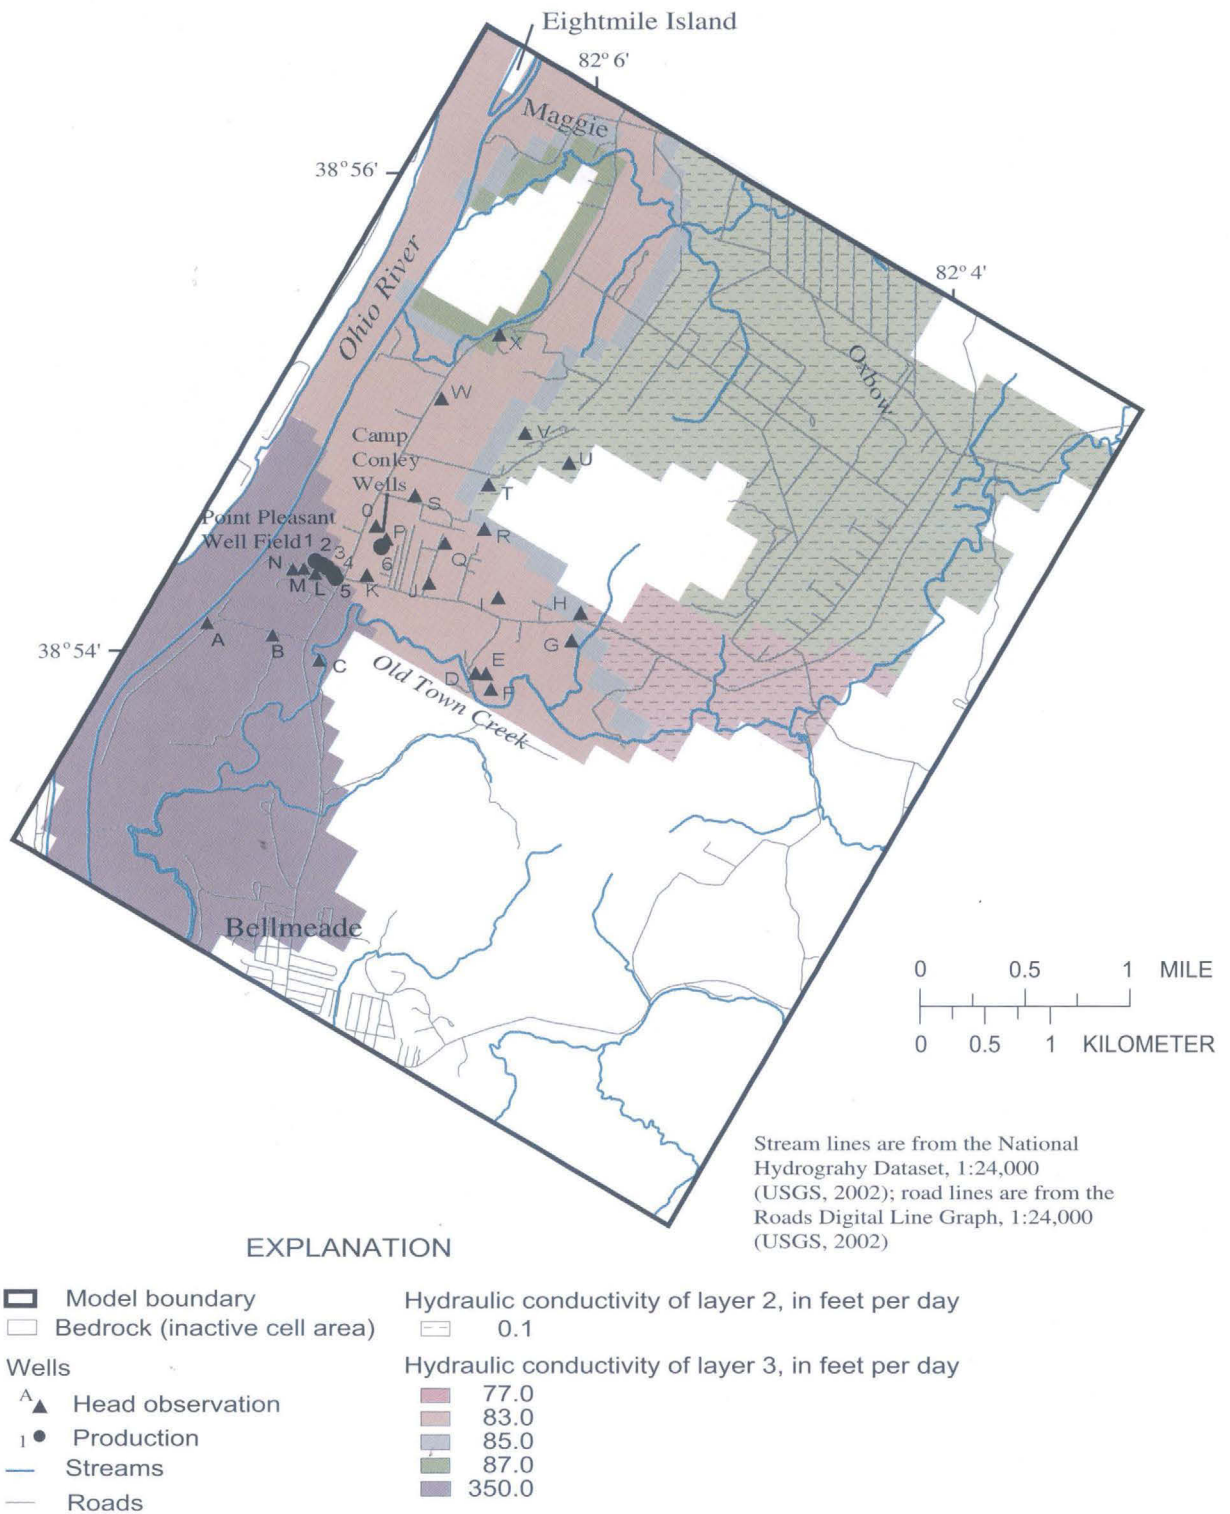 Eightmile Island
82° 6'
Maggie
38° 56'
82° 4'
Ohio River
Oxbow
X
W
Camp
Conley
Wells
V
U
T
S
O
Point Pleasant
Well Field
1
2
3
4
5
6
P
R
Q
N
M
L
K
J
I
H
G
A
B
C
D
E
F
38° 54'
Old Town Creek
Bellmeade
0 0.5 1 MILE
0 0.5 1 KILOMETER
Stream lines are from the National
Hydrograhy Dataset, 1:24,000
(USGS, 2002); road lines are from the
Roads Digital Line Graph, 1:24,000
(USGS, 2002)
EXPLANATION
Model boundary
Bedrock (inactive cell area)
Wells
A Head observation
1 Production
Streams
Roads
Hydraulic conductivity of layer 2, in feet per day
0.1
Hydraulic conductivity of layer 3, in feet per day
77.0
83.0
85.0
87.0
350.0